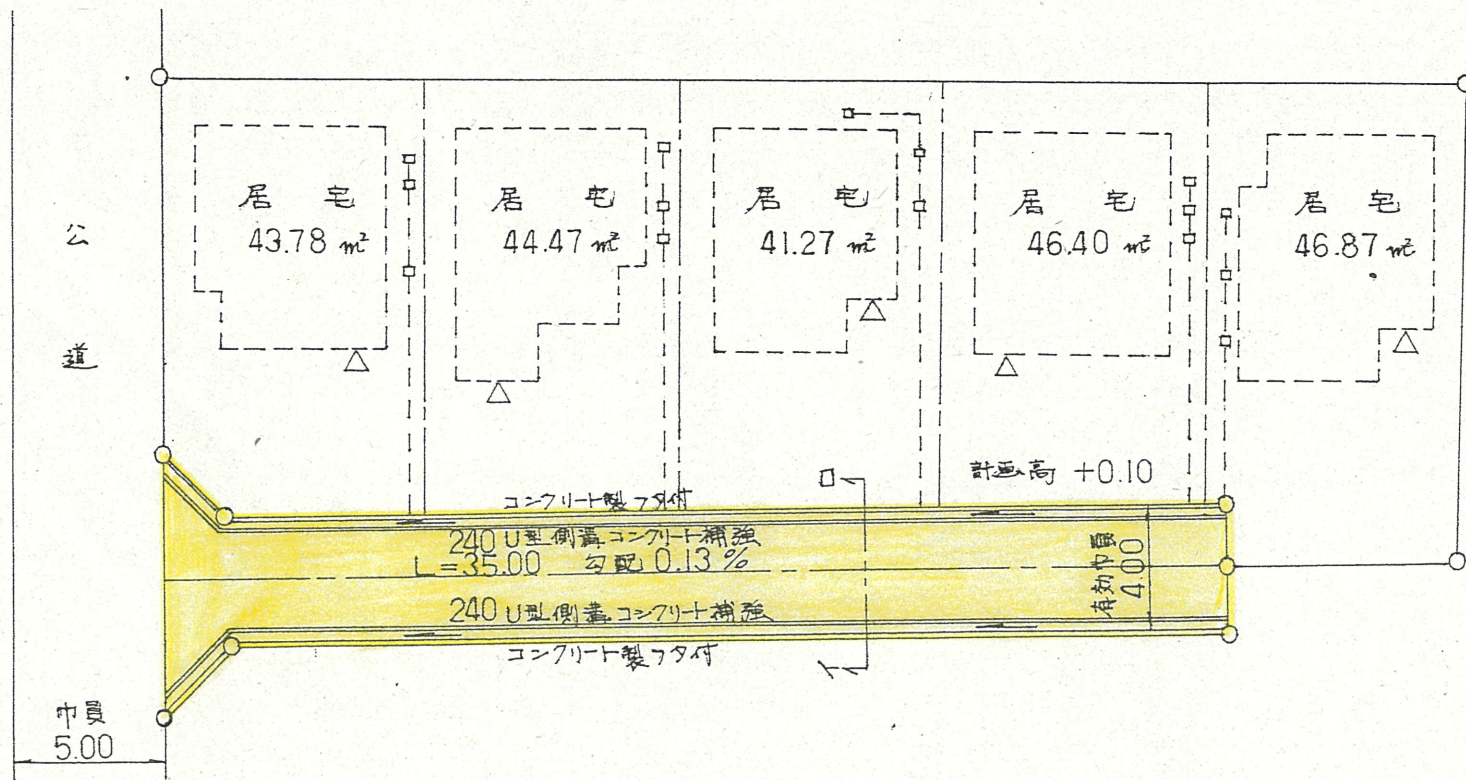 公
道
居 宅
43.78 ㎡
居 宅
44.47 ㎡
居 宅
41.27 ㎡
居 宅
46.40 ㎡
居 宅
46.87 ㎡
計画高 +0.10
コンクリート製フタ付
240 U型側溝コンクリート補強
L=35.00 勾配 0.13 %
240 U型側溝コンクリート補強
コンクリート製フタ付
有効巾員
4.00
ロ
イ
巾員
5.00